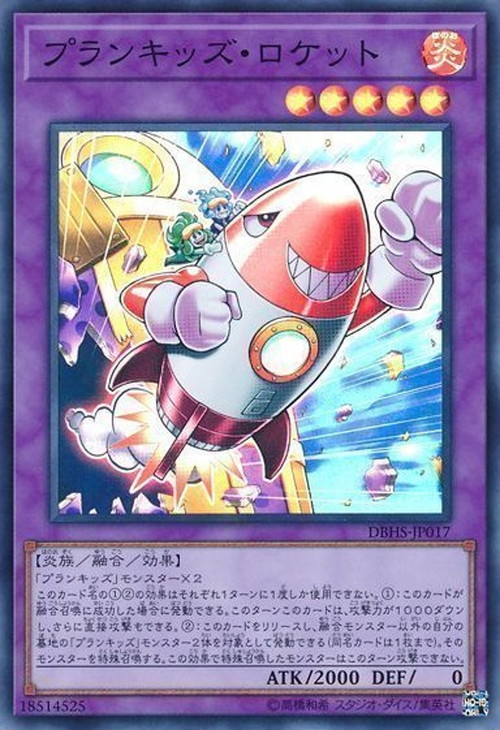 プランキッズ・ロケット
炎
DBHS-JP017
【炎族／融合／効果】
「プランキッズ」モンスター×2
このカード名の①②の効果はそれぞれ1ターンに1度しか使用できない。①：このカードが
融合召喚に成功した場合に発動できる。このターンこのカードは、攻撃力が1000ダウン
し、さらに直接攻撃もできる。②：このカードをリリースし、融合モンスター以外の自分の
墓地の「プランキッズ」モンスター2体を対象として発動できる（同名カードは1枚まで）。その
モンスターを特殊召喚する。この効果で特殊召喚したモンスターはこのターン攻撃できない。
ATK/2000 DEF/ 0
18514525
©高橋和希 スタジオ・ダイス/集英社